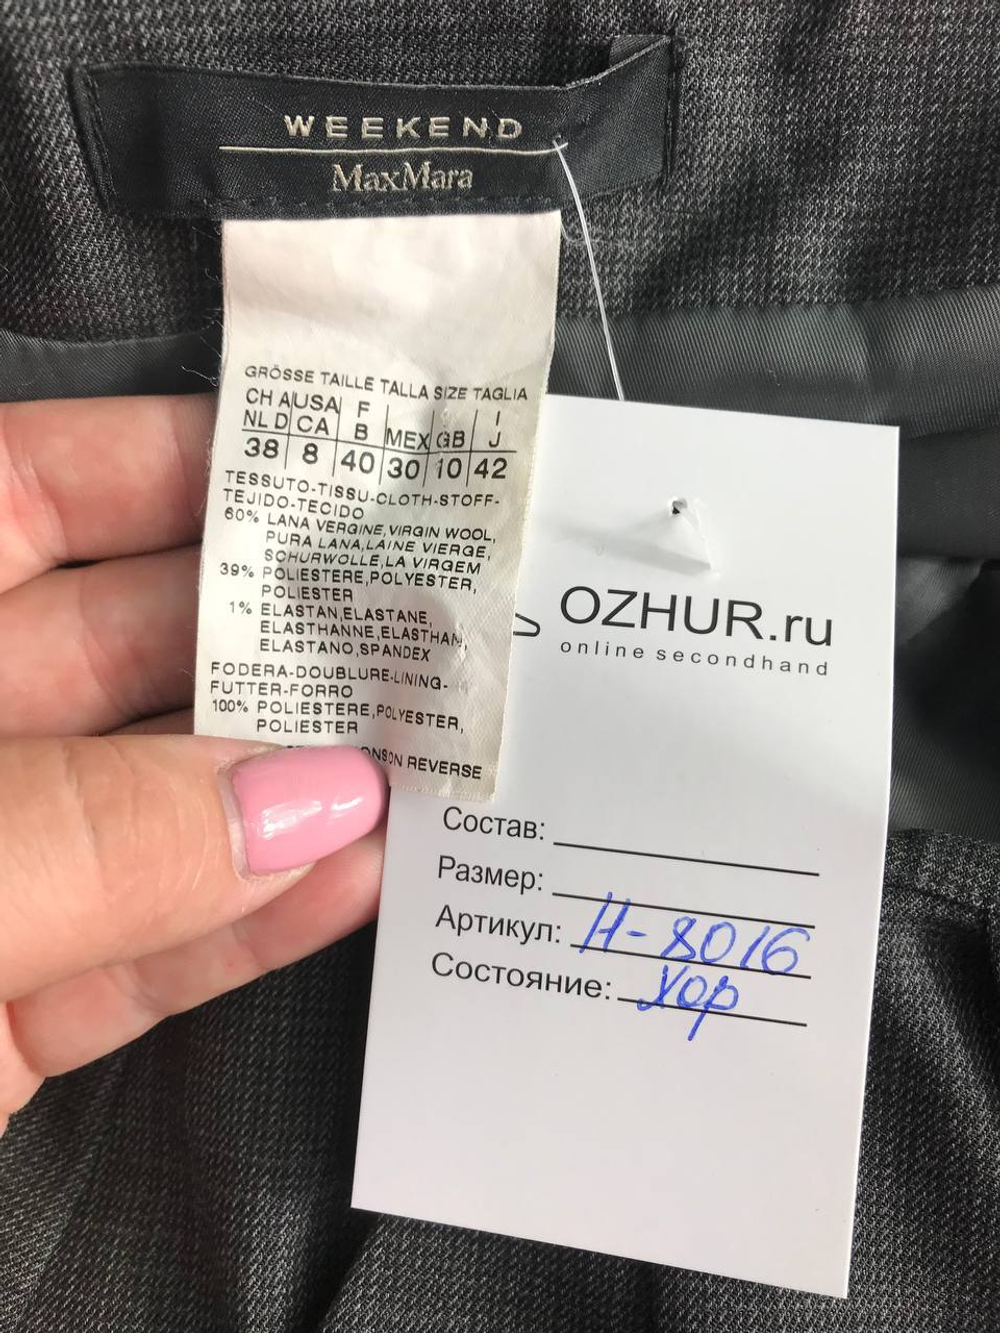 WEEKEND
MaxMara
GRÖSSE TAILLE TALLA SIZE TAGLIA
CH A USA F I
NL D CA B MEX GB J
38 8 40 30 10 42
TESSUTO-TISSU-CLOTH-STOFF-
TEJIDO-TECIDO
60% LANA VERGINE,VIRGIN WOOL,
PURA LANA,LAINE VIERGE,
SCHURWOLLE,LA VIRGEM
39% POLIESTERE,POLYESTER,
POLIESTER
1% ELASTAN,ELASTANE,
ELASTHANNE,ELASTHAN,
ELASTANO,SPANDEX
FODERA-DOUBLURE-LINING-
FUTTER-FORRO
100% POLIESTERE,POLYESTER,
POLIESTER
REVERSE
OZHUR.ru
online secondhand
Состав:
Размер:
Артикул: Н-8016
Состояние: хор